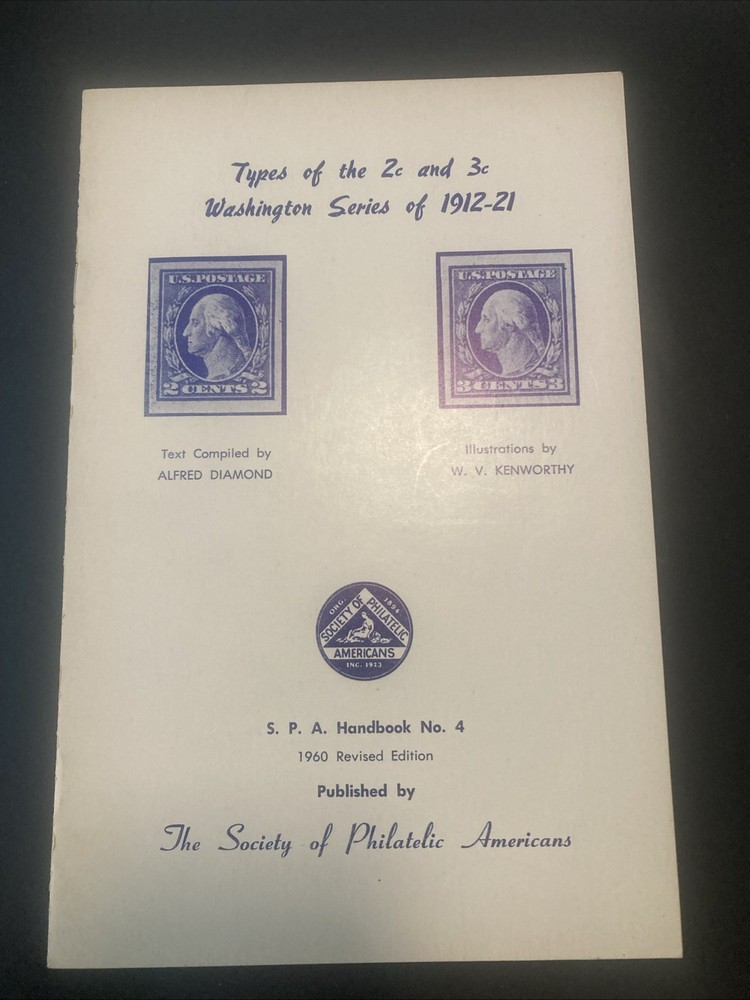 Types of the 2c and 3c
Washington Series of 1912-21
U.S.POSTAGE
2 CENTS 2
U.S.POSTAGE
3 CENTS 3
Text Compiled by
ALFRED DIAMOND
Illustrations by
W. V. KENWORTHY
ORG. 1894
SOCIETY OF PHILATELIC
AMERICANS
INC. 1923
S. P. A. Handbook No. 4
1960 Revised Edition
Published by
The Society of Philatelic Americans